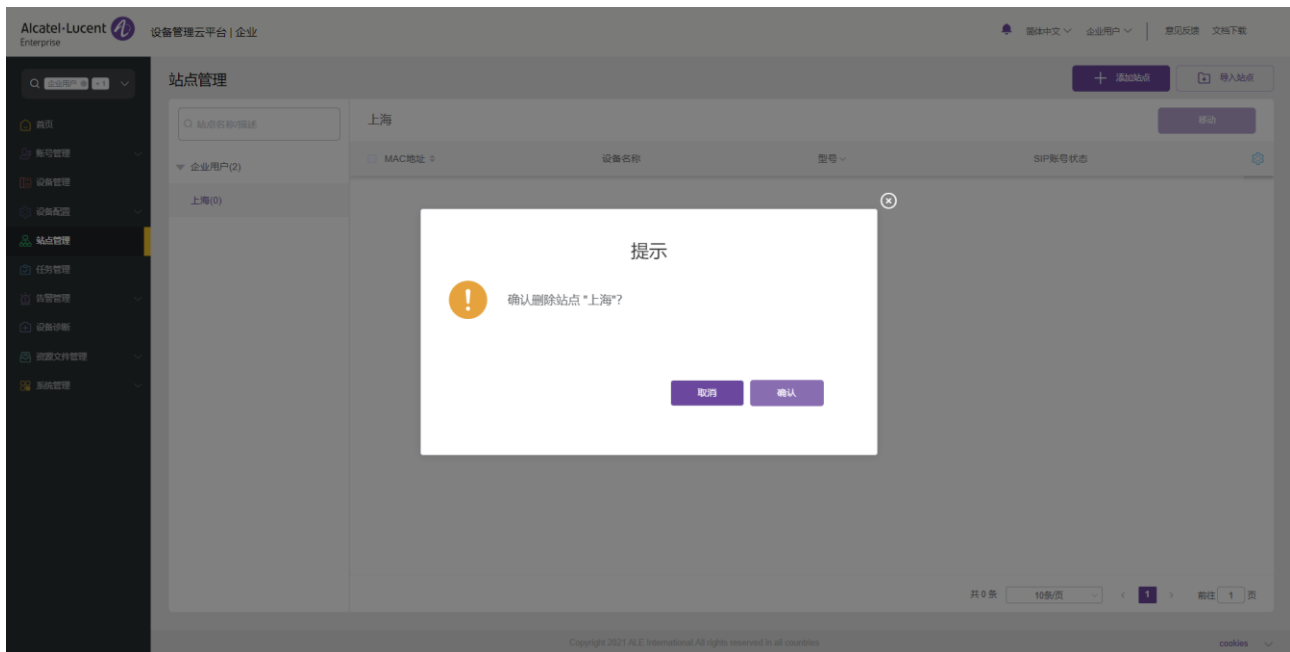 Alcatel-Lucent
Enterprise
设备管理云平台 | 企业
简体中文
企业用户
意见反馈
文档下载
企业用户
+1
站点管理
添加站点
导入站点
首页
账号管理
设备管理
设备配置
站点管理
任务管理
告警管理
设备诊断
资源文件管理
系统管理
站点名称/描述
企业用户(2)
上海(0)
上海
移动
MAC地址
设备名称
型号
SIP账号状态
提示
确认删除站点 "上海"?
取消
确认
共 0 条
10条/页
1
前往 1 页
Copyright 2021 ALE International.All rights reserved in all countries
cookies